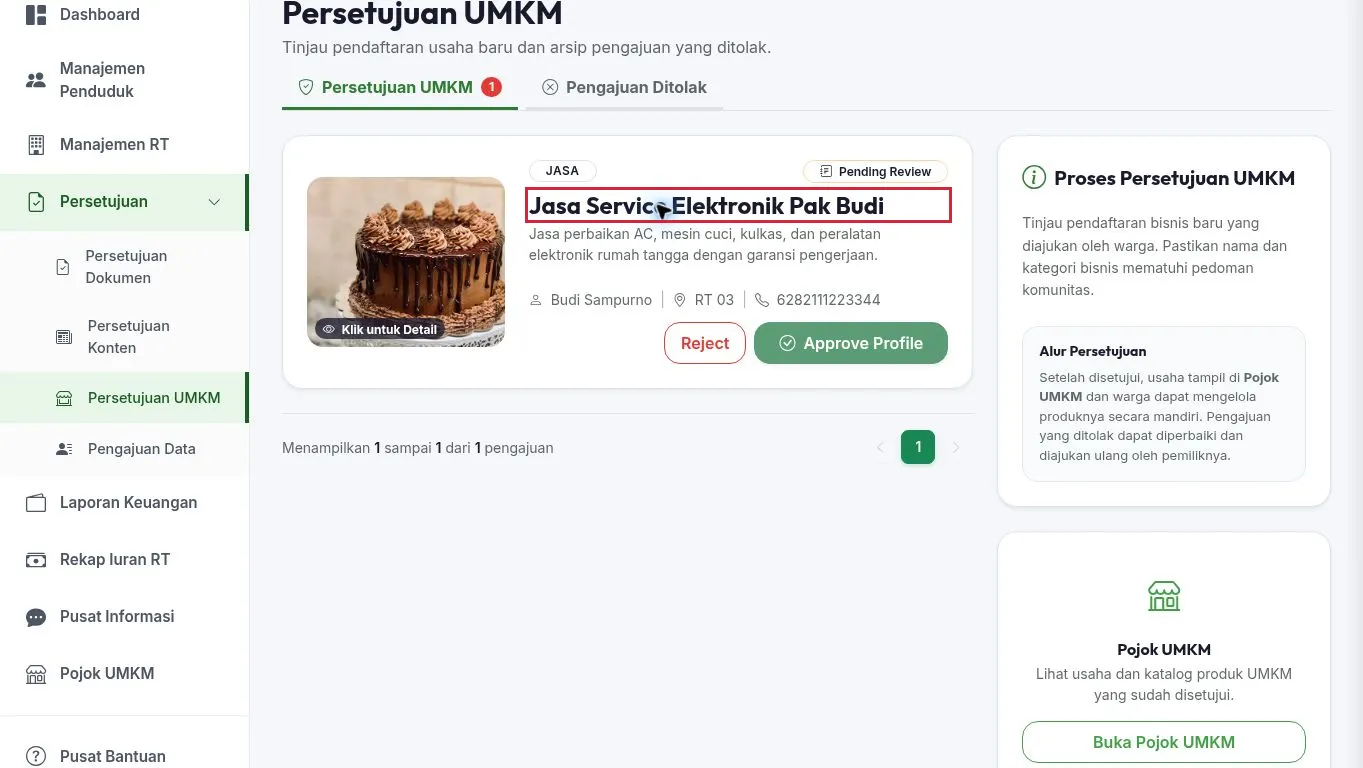 Dashboard
Manajemen
Penduduk
Manajemen RT
Persetujuan
Persetujuan
Dokumen
Persetujuan
Konten
Persetujuan UMKM
Pengajuan Data
Laporan Keuangan
Rekap Iuran RT
Pusat Informasi
Pojok UMKM
Pusat Bantuan
Persetujuan UMKM
Tinjau pendaftaran usaha baru dan arsip pengajuan yang ditolak.
Persetujuan UMKM 1
Pengajuan Ditolak
JASA
Pending Review
Jasa Service Elektronik Pak Budi
Jasa perbaikan AC, mesin cuci, kulkas, dan peralatan
elektronik rumah tangga dengan garansi pengerjaan.
Klik untuk Detail
Budi Sampurno | RT 03 | 6282111223344
Reject
Approve Profile
Menampilkan 1 sampai 1 dari 1 pengajuan
1
Proses Persetujuan UMKM
Tinjau pendaftaran bisnis baru yang
diajukan oleh warga. Pastikan nama dan
kategori bisnis mematuhi pedoman
komunitas.
Alur Persetujuan
Setelah disetujui, usaha tampil di Pojok
UMKM dan warga dapat mengelola
produknya secara mandiri. Pengajuan
yang ditolak dapat diperbaiki dan
diajukan ulang oleh pemiliknya.
Pojok UMKM
Lihat usaha dan katalog produk UMKM
yang sudah disetujui.
Buka Pojok UMKM